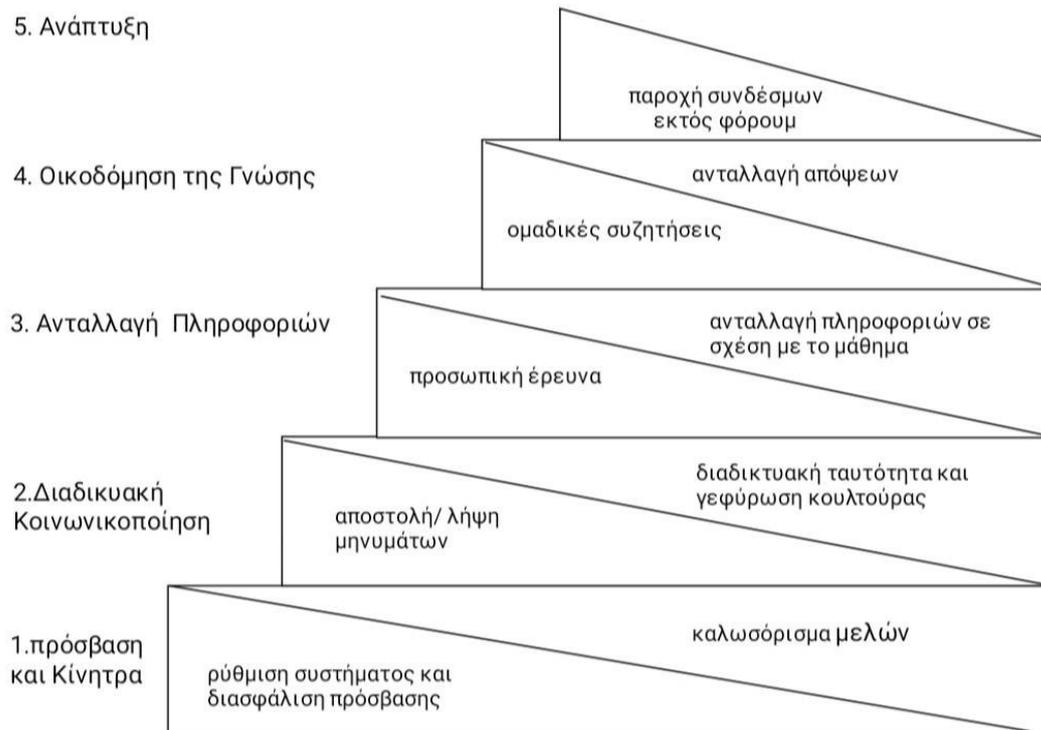 5. Ανάπτυξη
παροχή συνδέσμων
εκτός φόρουμ
4. Οικοδόμηση της Γνώσης
ανταλλαγή απόψεων
ομαδικές συζητήσεις
3. Ανταλλαγή Πληροφοριών
ανταλλαγή πληροφοριών σε
σχέση με το μάθημα
προσωπική έρευνα
2.Διαδικυακή
Κοινωνικοποίηση
διαδικτυακή ταυτότητα και
γεφύρωση κουλτούρας
αποστολή/ λήψη
μηνυμάτων
1.πρόσβαση
και Κίνητρα
καλωσόρισμα μελών
ρύθμιση συστήματος και
διασφάλιση πρόσβασης